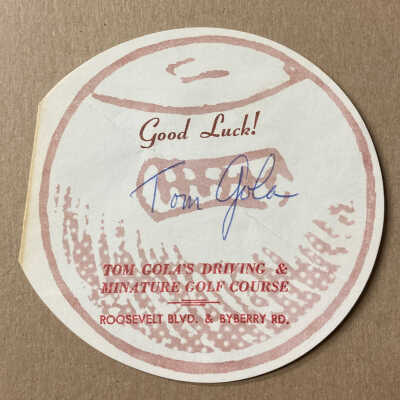 Good Luck!
Tom Gola
TOM GOLA'S DRIVING &
MINATURE GOLF COURSE
ROOSEVELT BLVD. & BYBERRY RD.